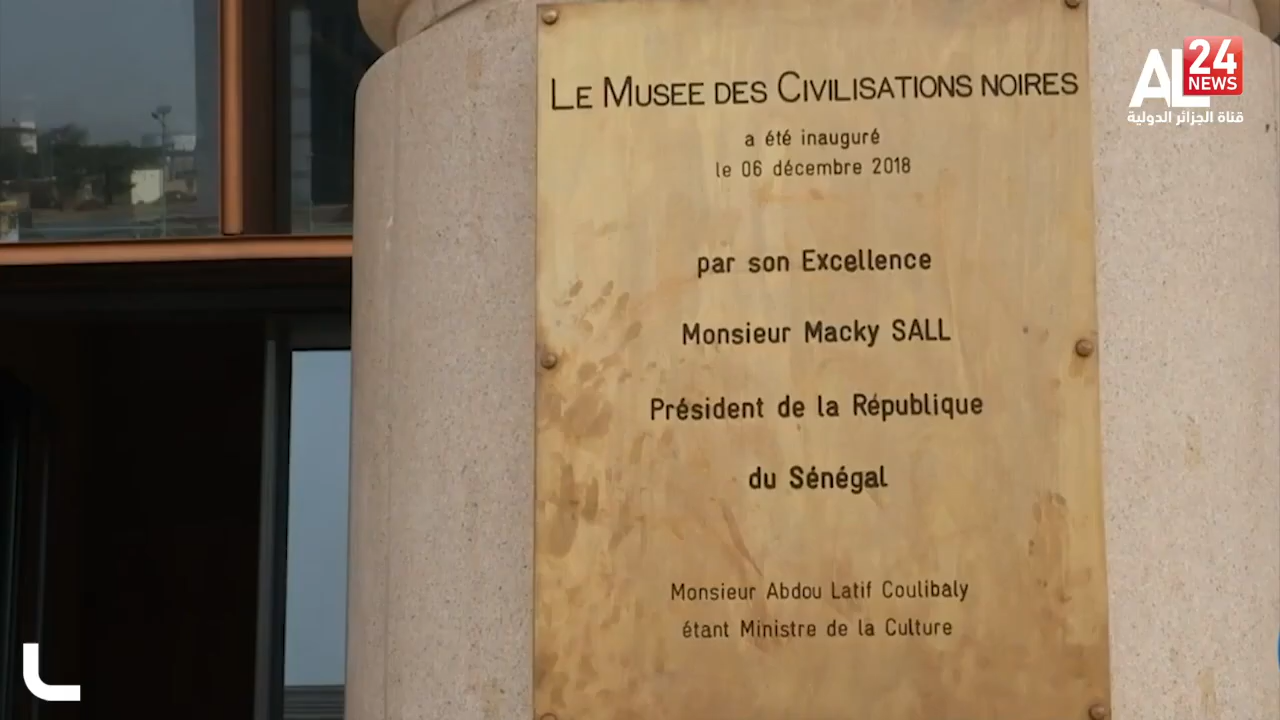 LE MUSEE DES CIVILISATIONS NOIRES
a été inauguré
le 06 décembre 2018
par son Excellence
Monsieur Macky SALL
Président de la République
du Sénégal
Monsieur Abdou Latif Coulibaly
étant Ministre de la Culture
AL 24
NEWS
قناة الجزائر الدولية